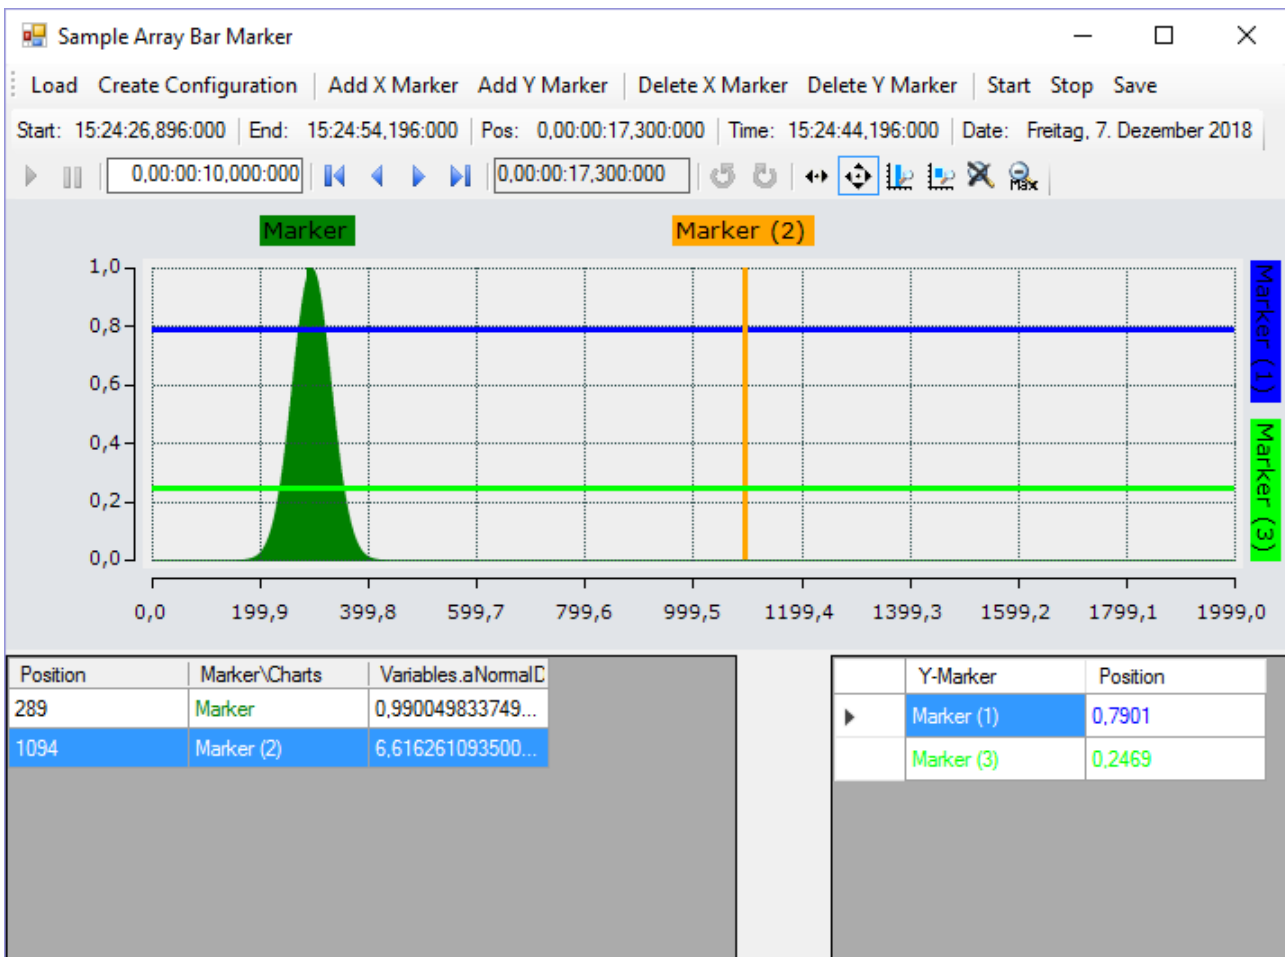 Sample Array Bar Marker
Load Create Configuration Add X Marker Add Y Marker Delete X Marker Delete Y Marker Start Stop Save
Start: 15:24:26,896:000 End: 15:24:54,196:000 Pos: 0,00:00:17,300:000 Time: 15:24:44,196:000 Date: Freitag, 7. Dezember 2018
0,00:00:10,000:000 0,00:00:17,300:000 Max
Marker Marker (2)
1,0
0,8
0,6
0,4
0,2
0,0
Marker (1)
Marker (3)
0,0 199,9 399,8 599,7 799,6 999,5 1199,4 1399,3 1599,2 1799,1 1999,0
Position Marker\Charts Variables.aNormalD
289 Marker 0,990049833749...
1094 Marker (2) 6,616261093500...
Y-Marker Position
Marker (1) 0,7901
Marker (3) 0,2469